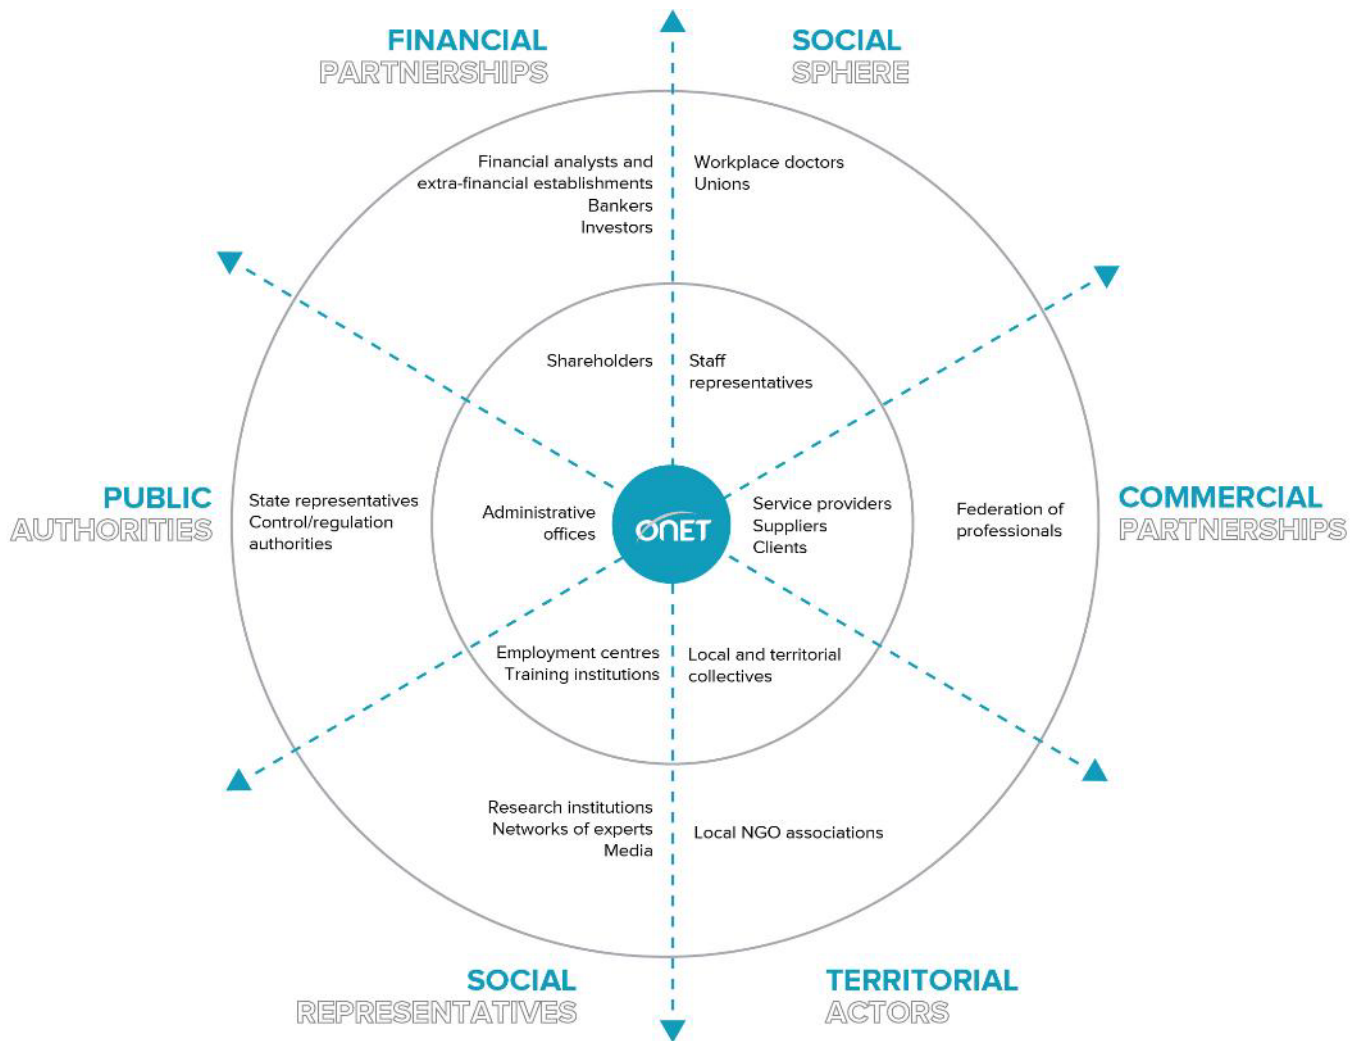 FINANCIAL
PARTNERSHIPS
SOCIAL
SPHERE
Financial analysts and
extra-financial establishments
Bankers
Investors
Workplace doctors
Unions
Shareholders
Staff
representatives
PUBLIC
AUTHORITIES
State representatives
Control/regulation
authorities
Administrative
offices
ONET
Service providers
Suppliers
Clients
Federation of
professionals
COMMERCIAL
PARTNERSHIPS
Employment centres
Training institutions
Local and territorial
collectives
Research institutions
Networks of experts
Media
Local NGO associations
SOCIAL
REPRESENTATIVES
TERRITORIAL
ACTORS